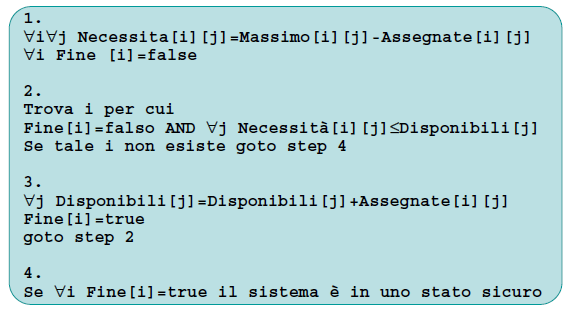 1.
∀i∀j Necessita[i][j]=Massimo[i][j]-Assegnate[i][j]
∀i Fine [i]=false
2.
Trova i per cui
Fine[i]=falso AND ∀j Necessità[i][j]≤Disponibili[j]
Se tale i non esiste goto step 4
3.
∀j Disponibili[j]=Disponibili[j]+Assegnate[i][j]
Fine[i]=true
goto step 2
4.
Se ∀i Fine[i]=true il sistema è in uno stato sicuro